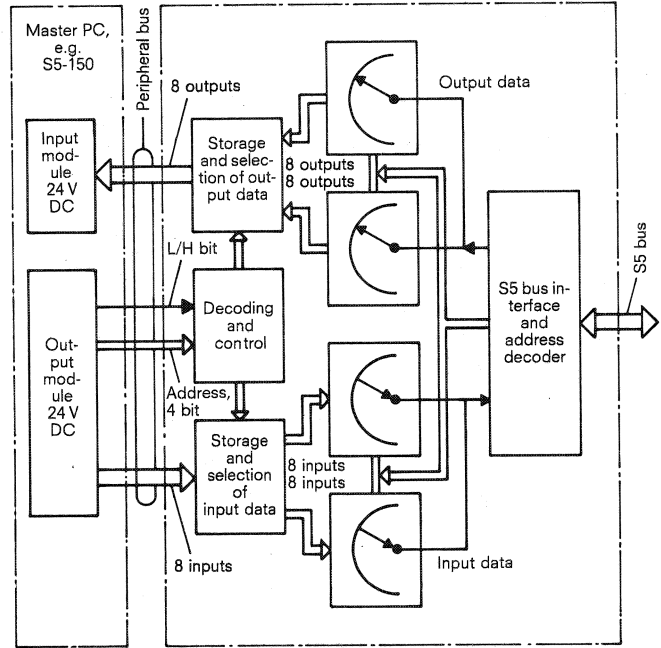 Master PC,
e.g.
S5-150
Peripheral bus
8 outputs
Input
mod-
ule
24 V
DC
Storage
and selec-
tion of out-
put data
8 outputs
8 outputs
Output data
L/H bit
Decoding
and
control
Out-
put
mod-
ule
24 V
DC
Address,
4 bit
Storage
and
selection
of
input data
8 inputs
8 inputs
8 inputs
Input data
S5 bus in-
terface
and
address
decoder
S5 bus